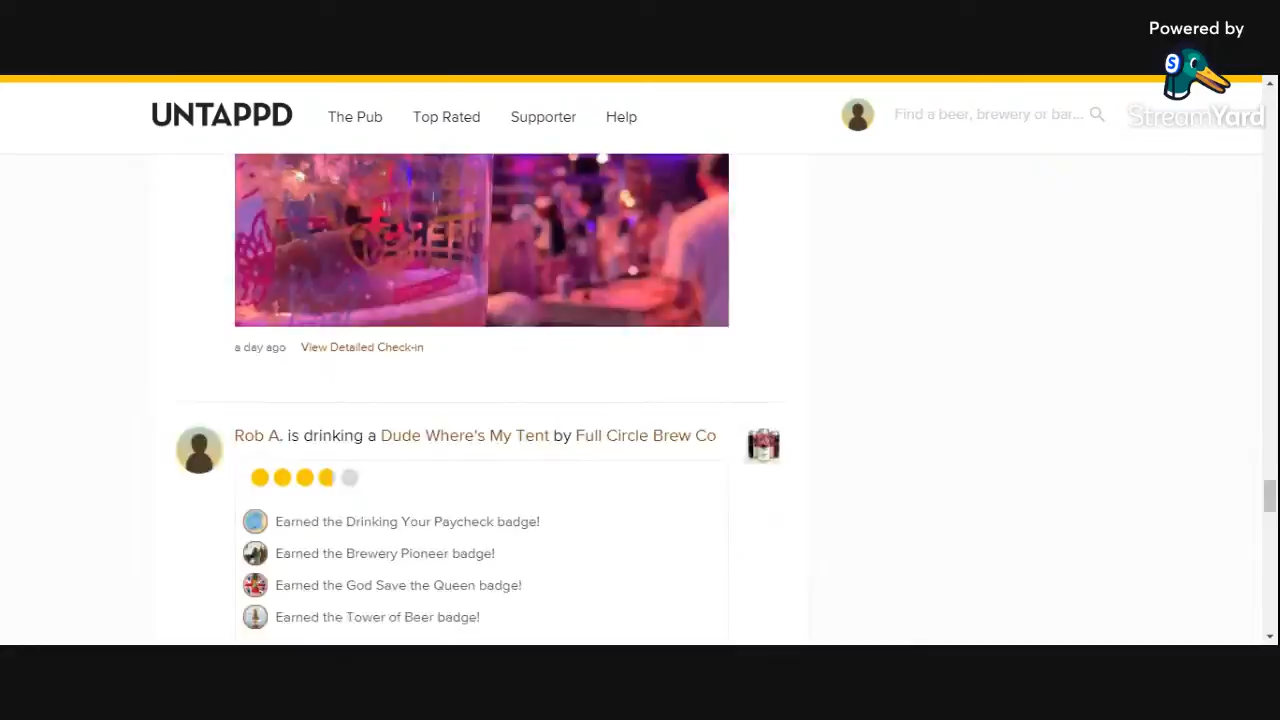 Powered by
S
StreamYard
UNTAPPD
The Pub
Top Rated
Supporter
Help
Find a beer, brewery or bar...
a day ago
View Detailed Check-in
Rob A. is drinking a Dude Where's My Tent by Full Circle Brew Co
Earned the Drinking Your Paycheck badge!
Earned the Brewery Pioneer badge!
Earned the God Save the Queen badge!
Earned the Tower of Beer badge!